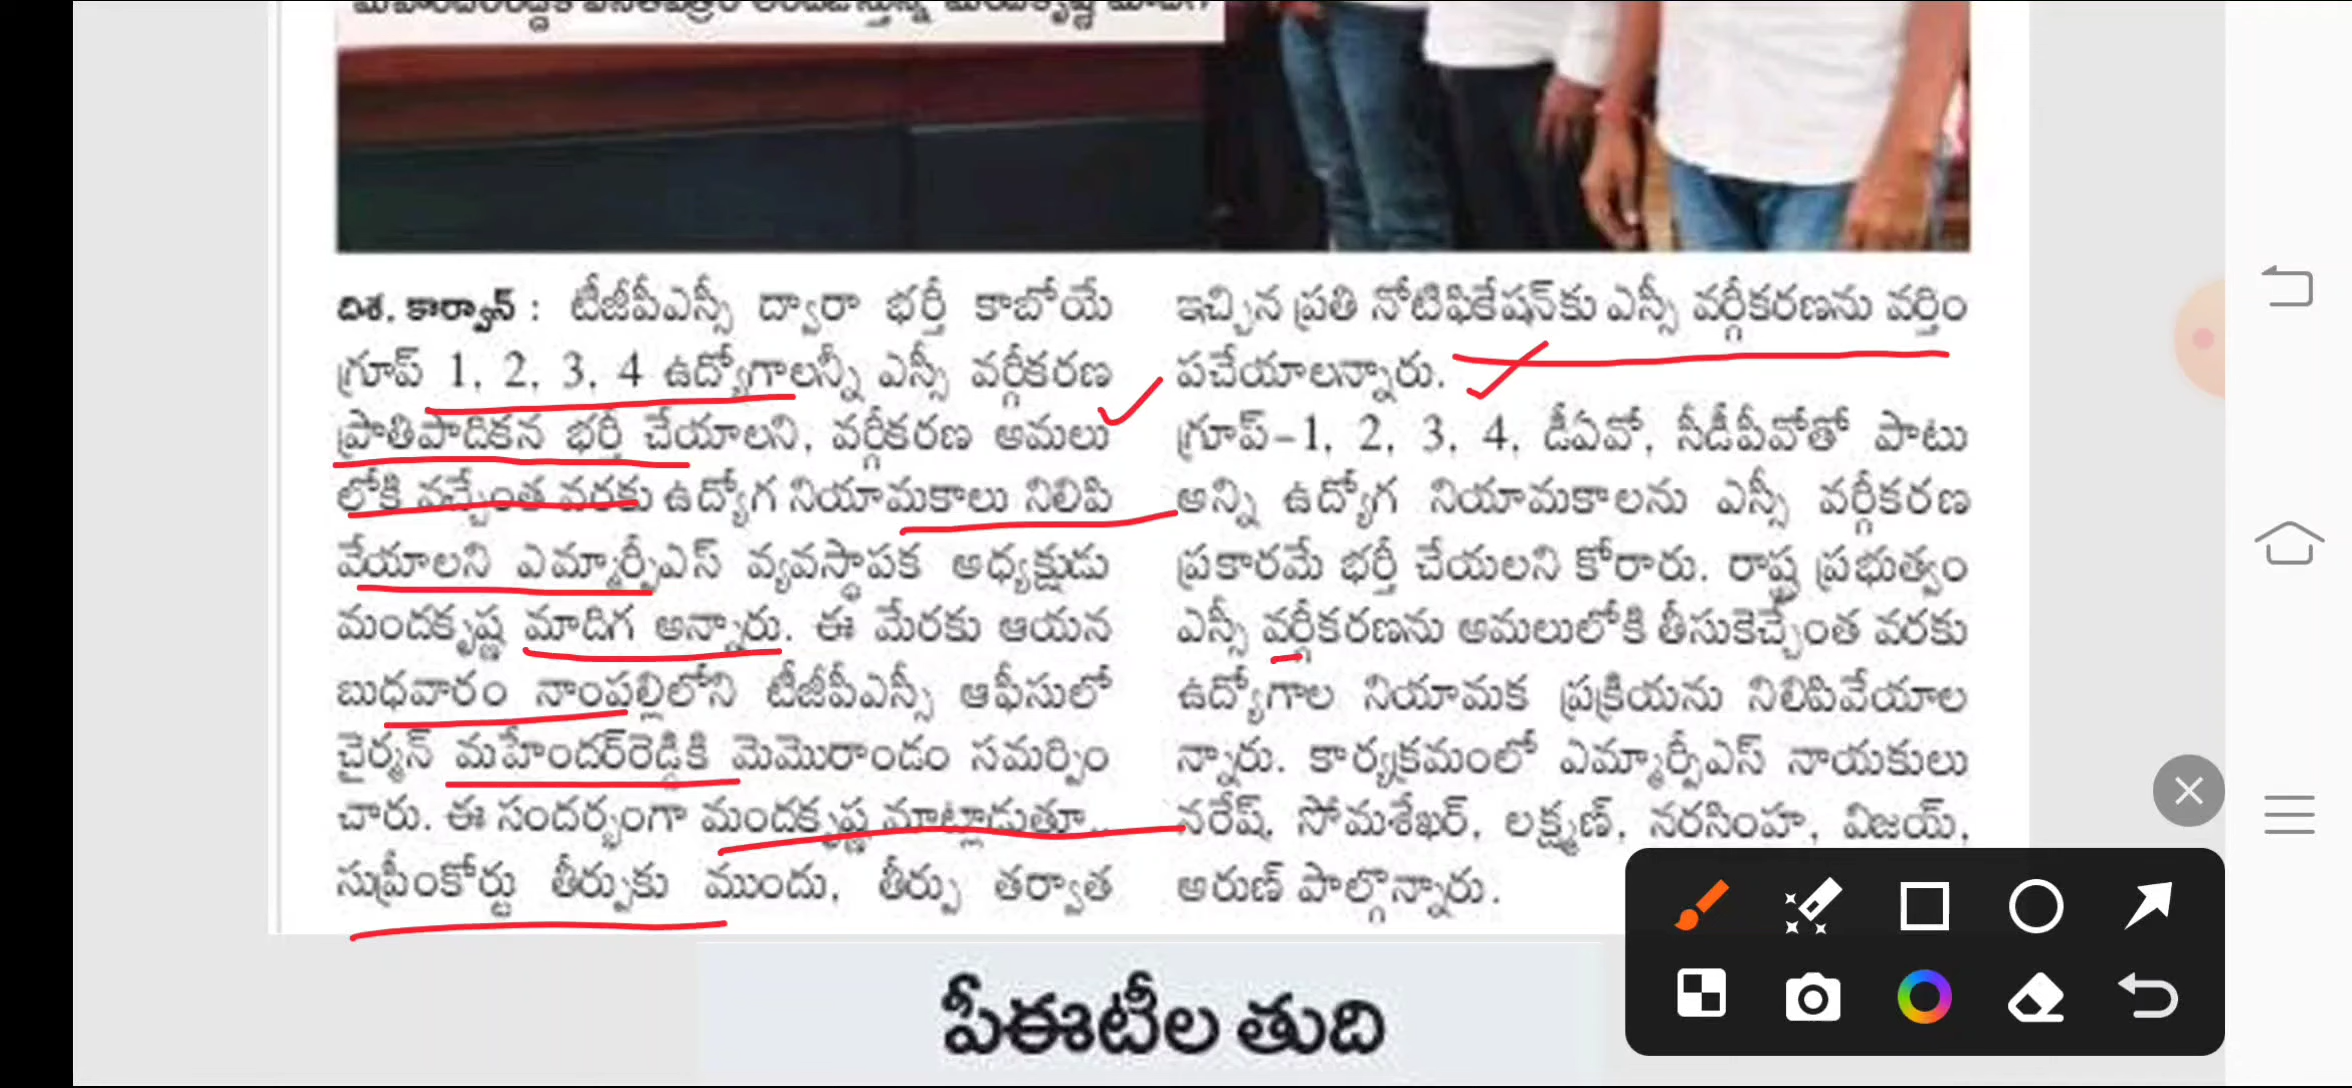 దిశ, కార్వాన్ : టీజీపీఎస్సీ ద్వారా భర్తీ కాబోయే
గ్రూప్ 1, 2, 3, 4 ఉద్యోగాలన్నీ ఎస్సీ వర్గీకరణ
ప్రాతిపాదికన భర్తీ చేయాలని, వర్గీకరణ అమలు
లోకి వచ్చేంత వరకు ఉద్యోగ నియామకాలు నిలిపి
వేయాలని ఎమ్మార్పీఎస్ వ్యవస్థాపక అధ్యక్షుడు
మందకృష్ణ మాదిగ అన్నారు. ఈ మేరకు ఆయన
బుధవారం నాంపల్లిలోని టీజీపీఎస్సీ ఆఫీసులో
చైర్మన్ మహేందర్‌రెడ్డికి మెమొరాండం సమర్పిం
చారు. ఈ సందర్భంగా మందకృష్ణ మాట్లాడుతూ..
సుప్రీంకోర్టు తీర్పుకు ముందు, తీర్పు తర్వాత
ఇచ్చిన ప్రతి నోటిఫికేషన్‌కు ఎస్సీ వర్గీకరణను వర్తిం
పచేయాలన్నారు.
గ్రూప్-1, 2, 3, 4, డీఏవో, సీడీపీవోతో పాటు
అన్ని ఉద్యోగ నియామకాలను ఎస్సీ వర్గీకరణ
ప్రకారమే భర్తీ చేయలని కోరారు. రాష్ట్ర ప్రభుత్వం
ఎస్సీ వర్గీకరణను అమలులోకి తీసుకెచ్చేంత వరకు
ఉద్యోగాల నియామక ప్రక్రియను నిలిపివేయాల
న్నారు. కార్యక్రమంలో ఎమ్మార్పీఎస్ నాయకులు
నరేష్, సోమశేఖర్, లక్ష్మణ్, నరసింహ, విజయ్,
అరుణ్ పాల్గొన్నారు.
పీఈటీల తుది